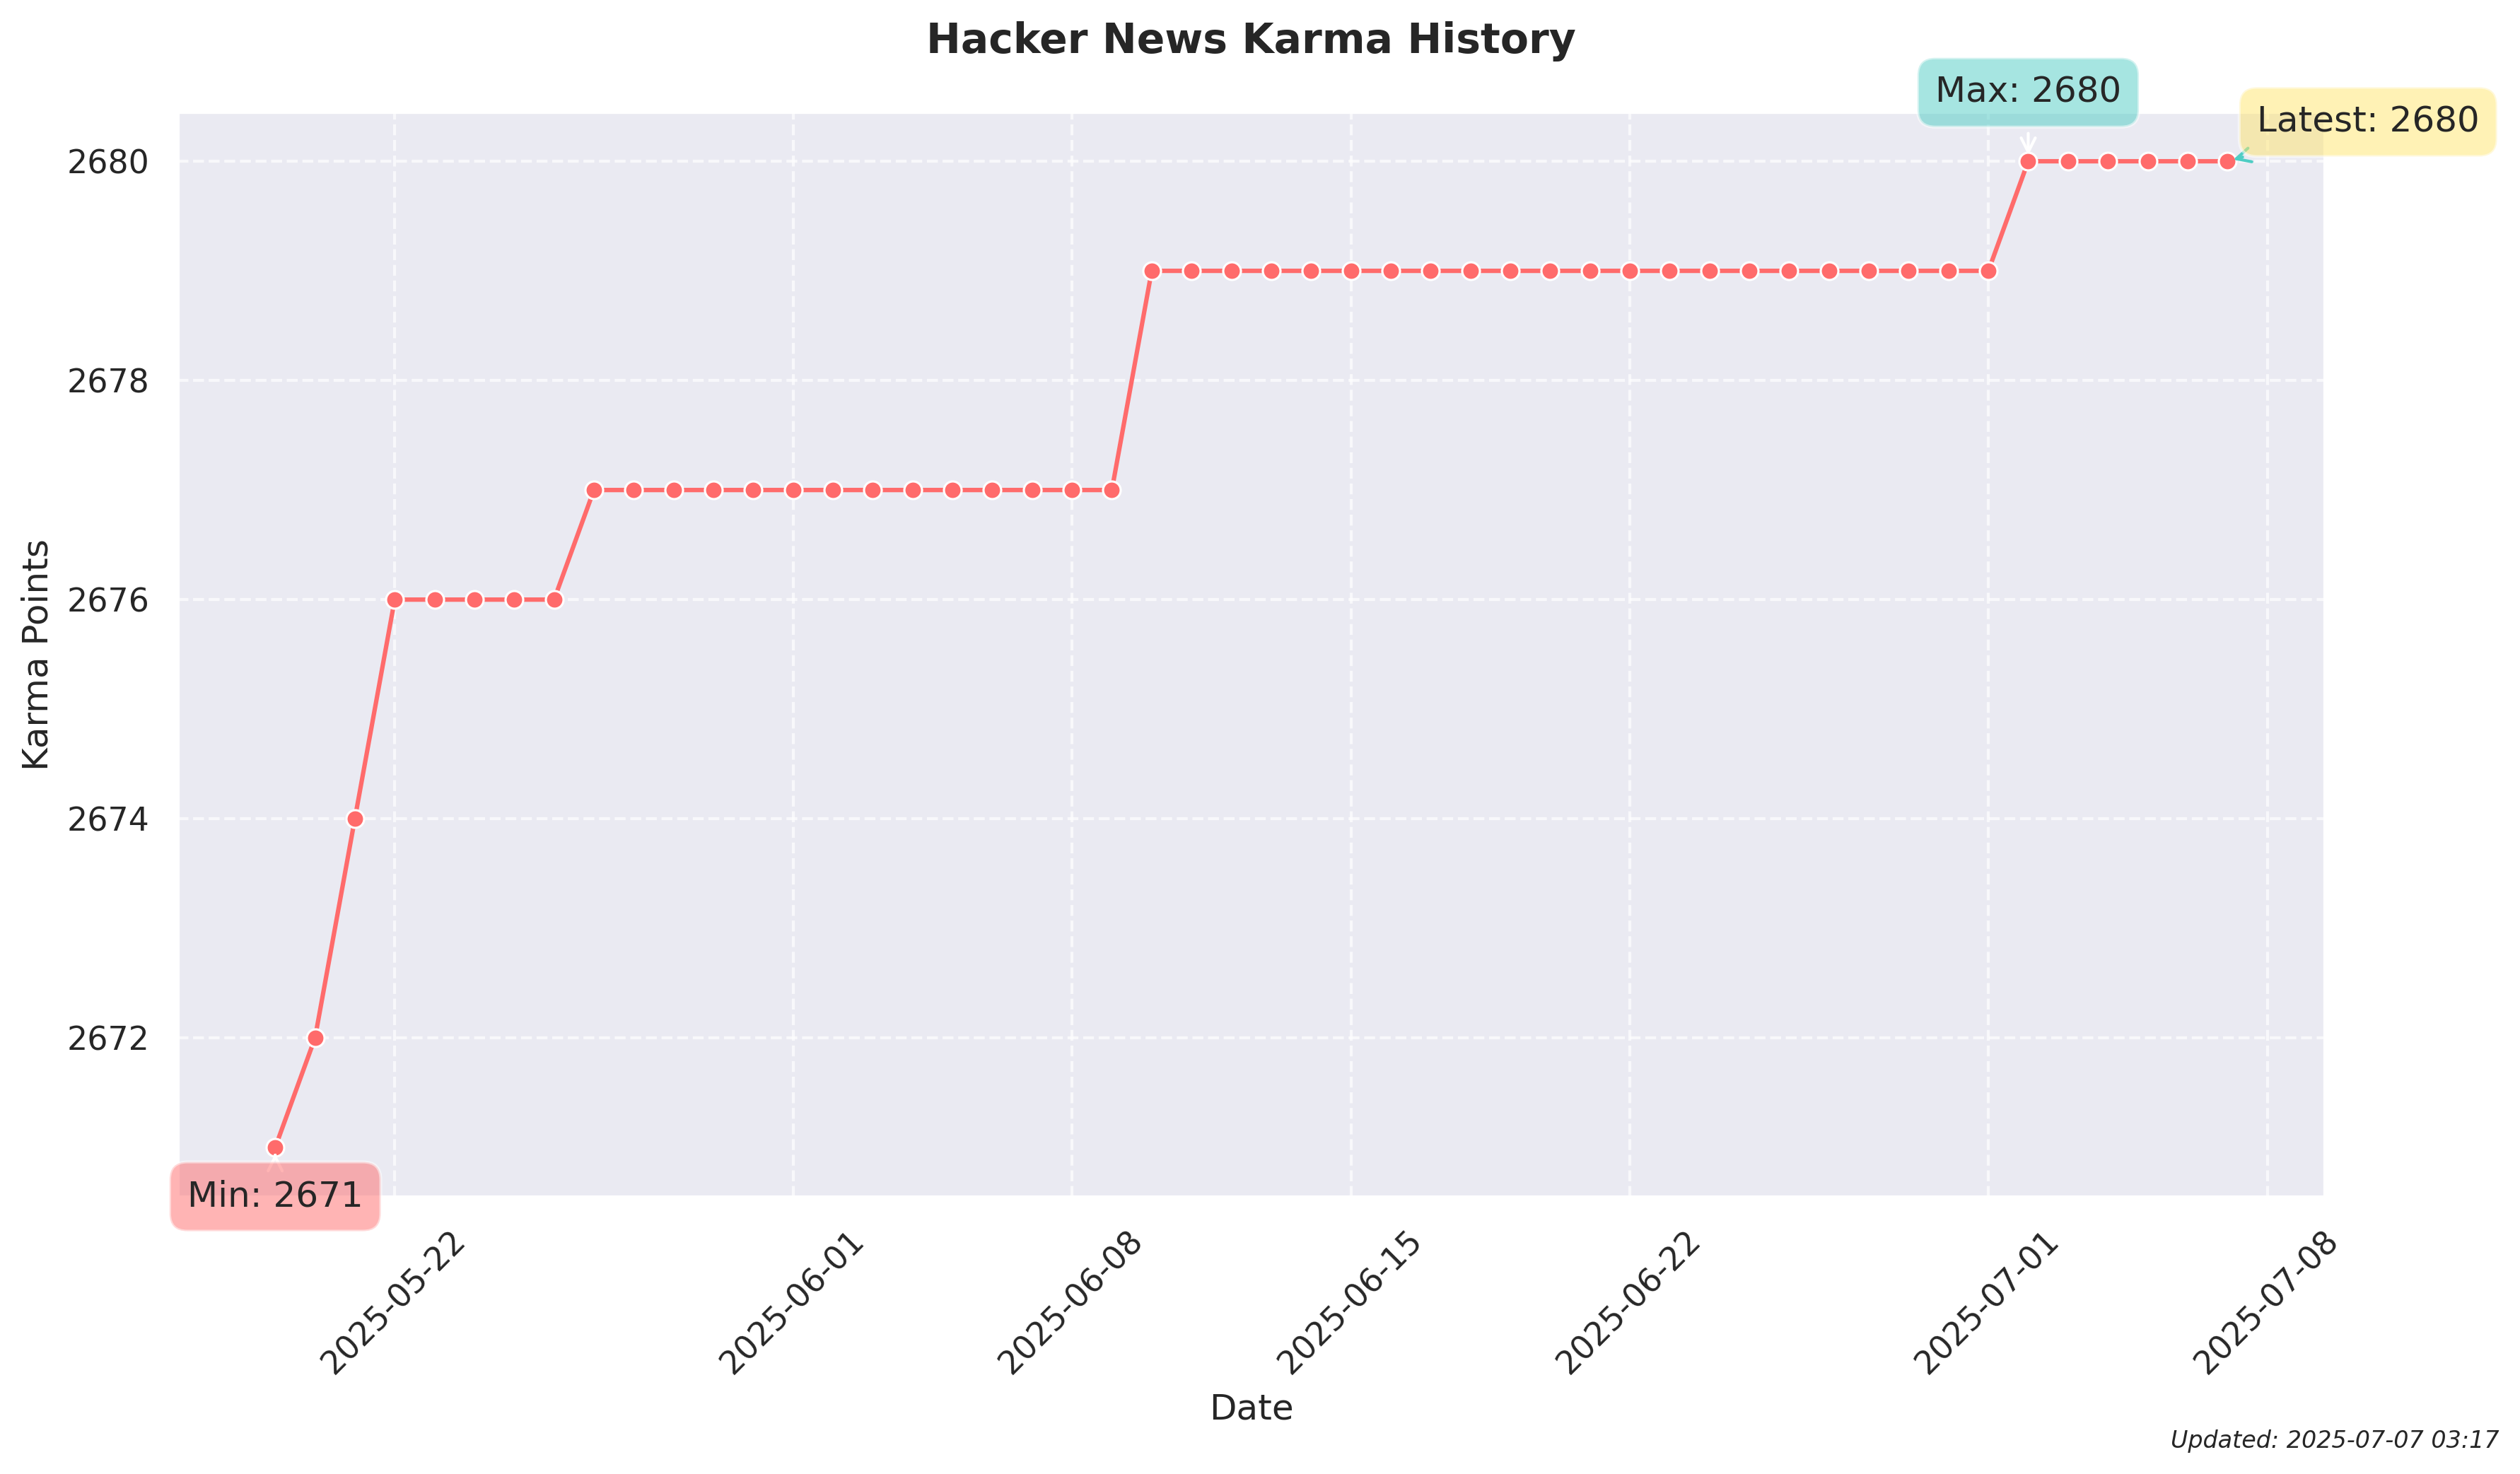 Hacker News Karma History
Max: 2680
Latest: 2680
2680
2678
2676
2674
2672
Karma Points
Min: 2671
2025-05-22
2025-06-01
2025-06-08
2025-06-15
2025-06-22
2025-07-01
2025-07-08
Date
Updated: 2025-07-07 03:17